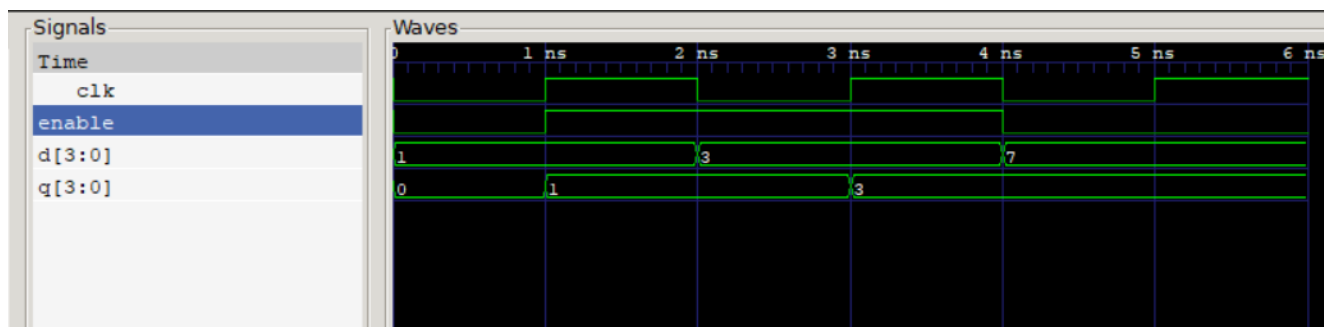 Signals
Waves
Time
0 1 ns 2 ns 3 ns 4 ns 5 ns 6 ns
clk
enable
d[3:0]
1 3 7
q[3:0]
0 1 3